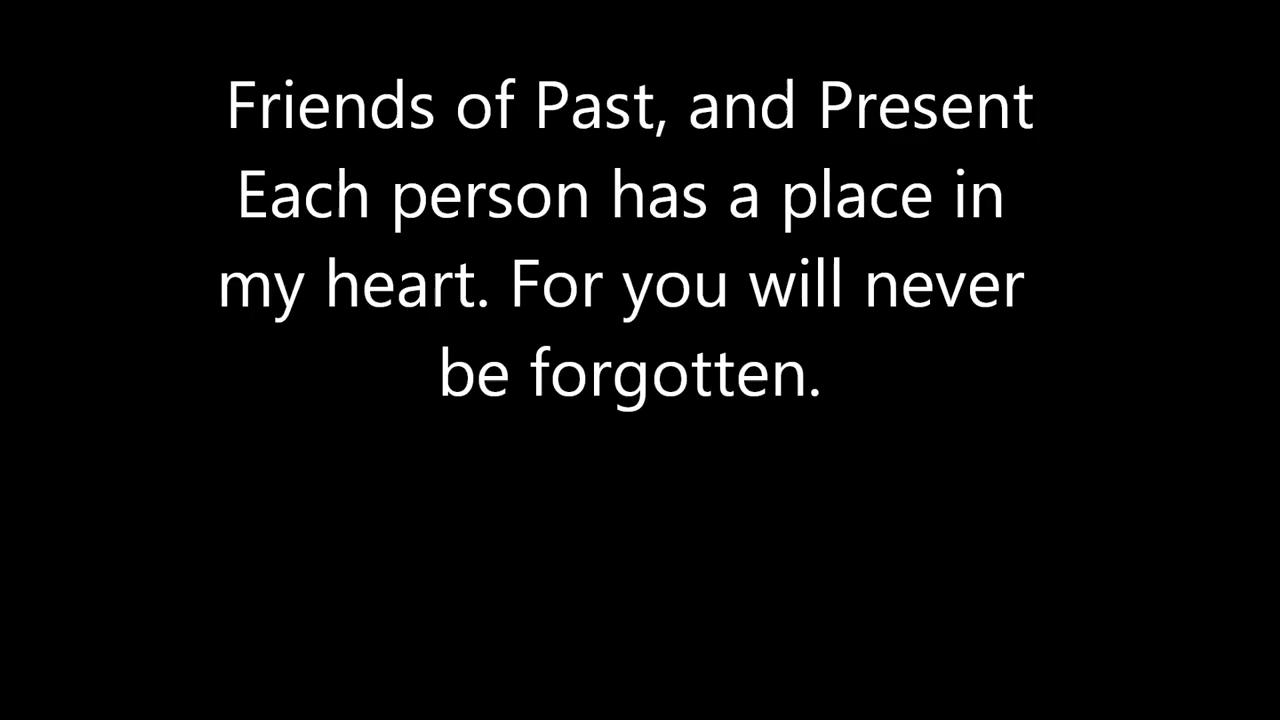 Friends of Past, and Present
Each person has a place in
my heart. For you will never
be forgotten.